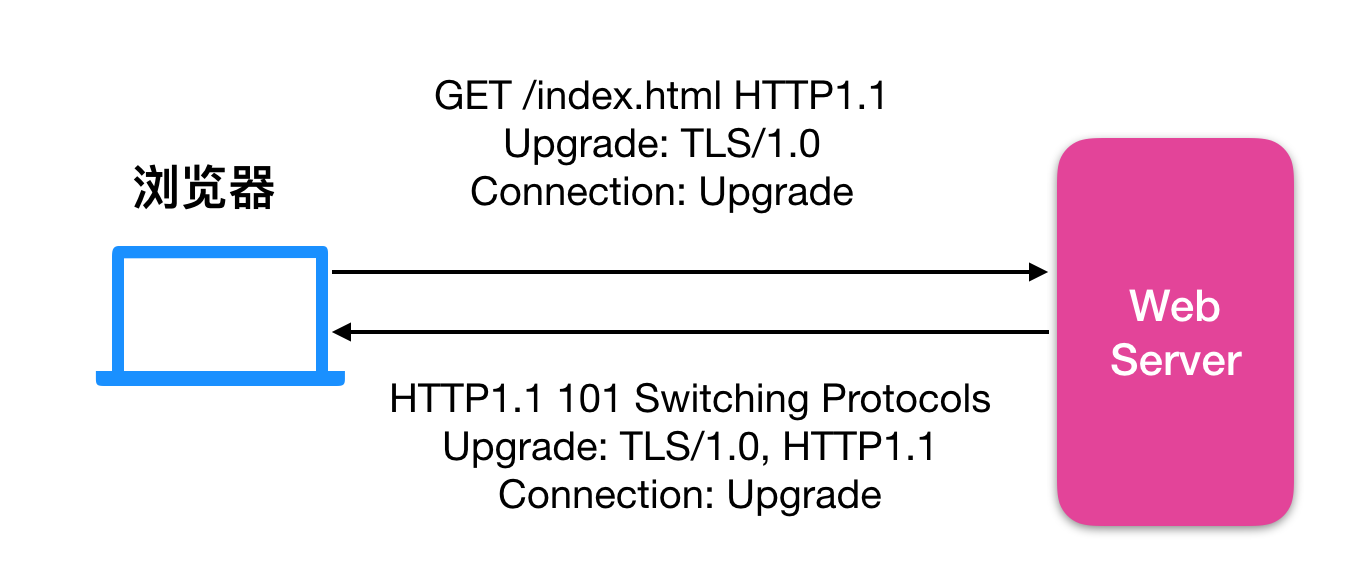 GET /index.html HTTP1.1
Upgrade: TLS/1.0
Connection: Upgrade
浏览器
Web
Server
HTTP1.1 101 Switching Protocols
Upgrade: TLS/1.0, HTTP1.1
Connection: Upgrade